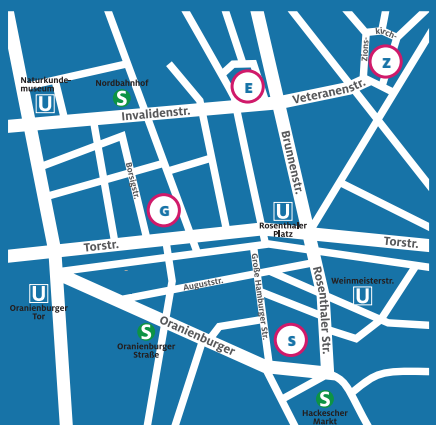 kirch-
Zions-
Z
Naturkunde-
museum
U
Nordbahnhof
S
E
Veteranenstr.
Invalidenstr.
Brunnenstr.
Borsigstr.
G
U
Rosenthaler
Platz
Torstr.
Torstr.
Große Hamburger Str.
Rosenthaler Str.
Auguststr.
Weinmeisterstr.
U
U
Oranienburger
Tor
Oranienburger
S
Oranienburger
Straße
S
S
Hackescher
Markt